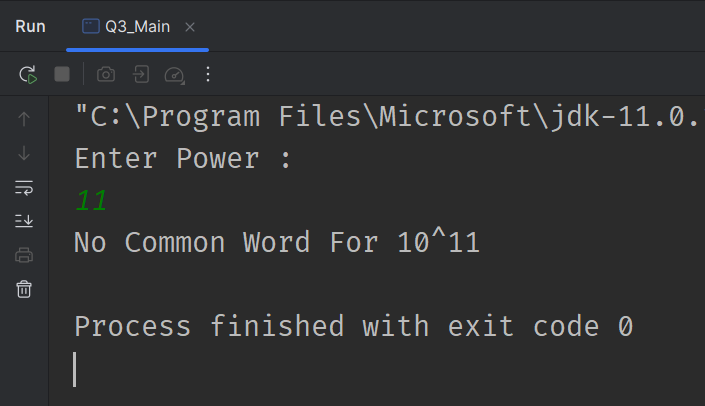 Run
Q3_Main
"C:\Program Files\Microsoft\jdk-11.0.
Enter Power :
11
No Common Word For 10^11
Process finished with exit code 0